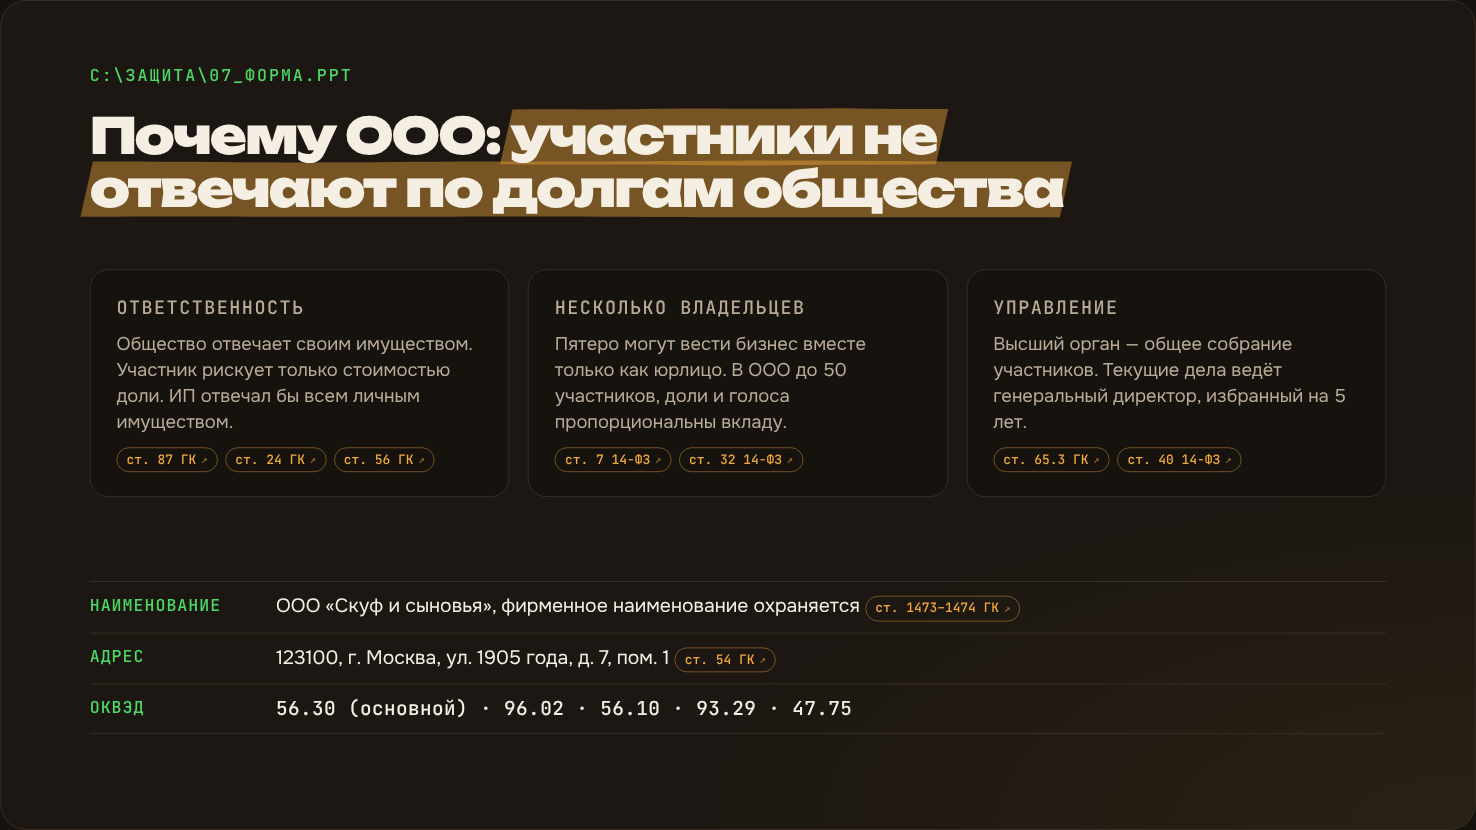 C:\ЗАЩИТА\07_ФОРМА.PPT
Почему ООО: участники не
отвечают по долгам общества
ОТВЕТСТВЕННОСТЬ
Общество отвечает своим имуществом.
Участник рискует только стоимостью
доли. ИП отвечал бы всем личным
имуществом.
ст. 87 ГК ↗ ст. 24 ГК ↗ ст. 56 ГК ↗
НЕСКОЛЬКО ВЛАДЕЛЬЦЕВ
Пятеро могут вести бизнес вместе
только как юрлицо. В ООО до 50
участников, доли и голоса
пропорциональны вкладу.
ст. 7 14-ФЗ ↗ ст. 32 14-ФЗ ↗
УПРАВЛЕНИЕ
Высший орган — общее собрание
участников. Текущие дела ведёт
генеральный директор, избранный на 5
лет.
ст. 65.3 ГК ↗ ст. 40 14-ФЗ ↗
НАИМЕНОВАНИЕ ООО «Скуф и сыновья», фирменное наименование охраняется ст. 1473–1474 ГК ↗
АДРЕС 123100, г. Москва, ул. 1905 года, д. 7, пом. 1 ст. 54 ГК ↗
ОКВЭД 56.30 (основной) · 96.02 · 56.10 · 93.29 · 47.75